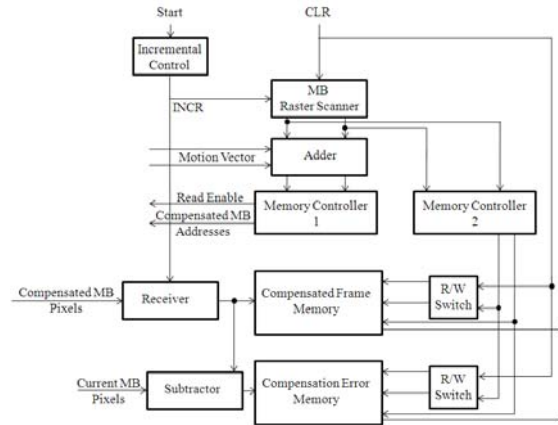 Start
CLR
Incremental
Control
MB
Raster Scanner
INCR
Motion Vector
Adder
Read Enable
Compensated MB
Addresses
Memory Controller
1
Memory Controller
2
Compensated MB
Pixels
Receiver
Compensated Frame
Memory
R/W
Switch
Current MB
Pixels
Subtractor
Compensation Error
Memory
R/W
Switch